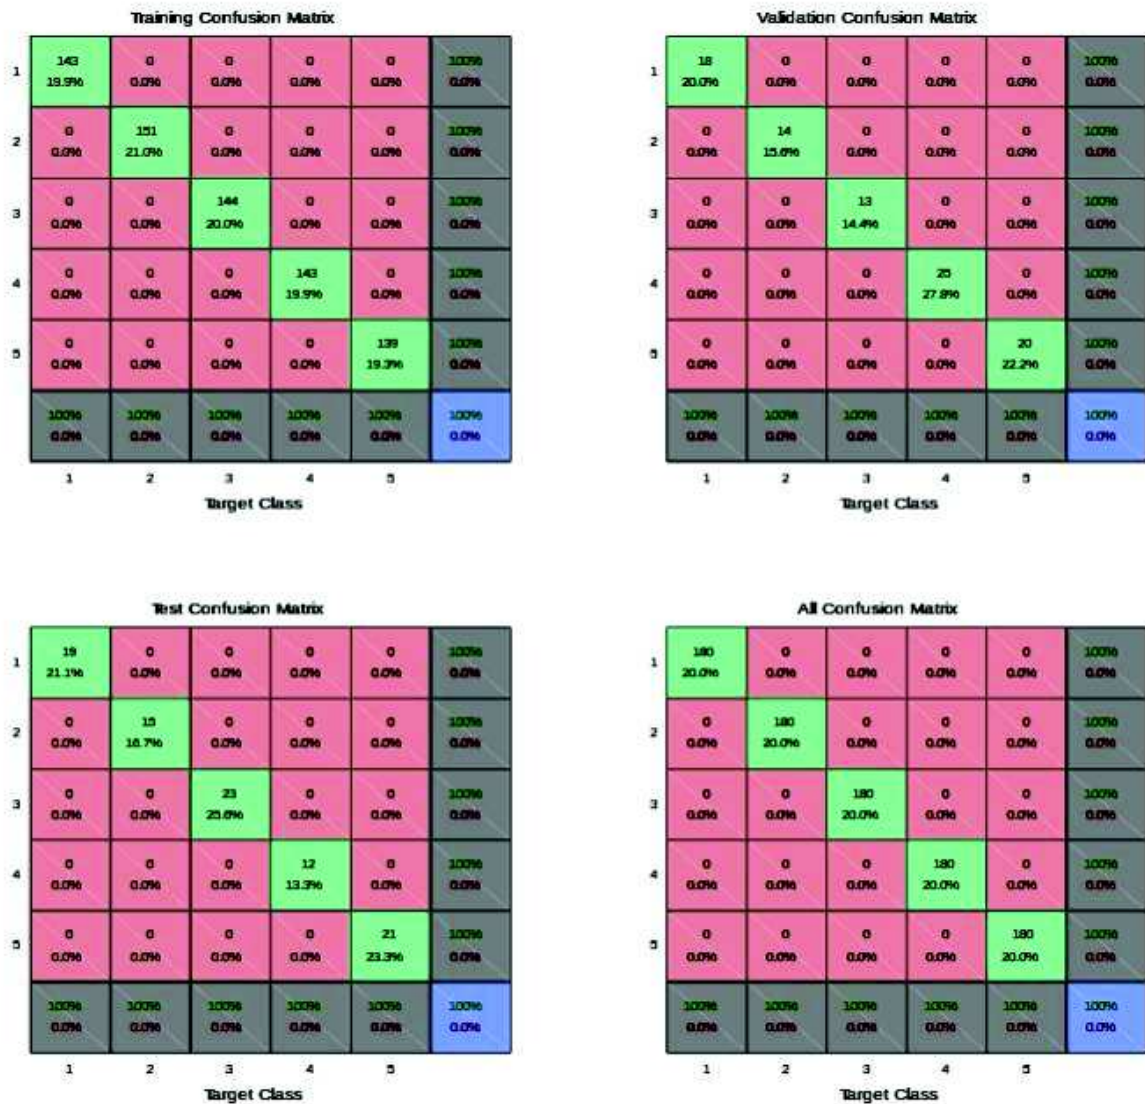 Training Confusion Matrix
1 143 0 0 0 0 100%
19.9% 0.0% 0.0% 0.0% 0.0% 0.0%
2 0 151 0 0 0 100%
0.0% 21.0% 0.0% 0.0% 0.0% 0.0%
3 0 0 144 0 0 100%
0.0% 0.0% 20.0% 0.0% 0.0% 0.0%
4 0 0 0 143 0 100%
0.0% 0.0% 0.0% 19.9% 0.0% 0.0%
5 0 0 0 0 139 100%
0.0% 0.0% 0.0% 0.0% 19.3% 0.0%
100% 100% 100% 100% 100% 100%
0.0% 0.0% 0.0% 0.0% 0.0% 0.0%
1 2 3 4 5
Target Class
Validation Confusion Matrix
1 18 0 0 0 0 100%
20.0% 0.0% 0.0% 0.0% 0.0% 0.0%
2 0 14 0 0 0 100%
0.0% 15.6% 0.0% 0.0% 0.0% 0.0%
3 0 0 13 0 0 100%
0.0% 0.0% 14.4% 0.0% 0.0% 0.0%
4 0 0 0 25 0 100%
0.0% 0.0% 0.0% 27.8% 0.0% 0.0%
5 0 0 0 0 20 100%
0.0% 0.0% 0.0% 0.0% 22.2% 0.0%
100% 100% 100% 100% 100% 100%
0.0% 0.0% 0.0% 0.0% 0.0% 0.0%
1 2 3 4 5
Target Class
Test Confusion Matrix
1 19 0 0 0 0 100%
21.1% 0.0% 0.0% 0.0% 0.0% 0.0%
2 0 15 0 0 0 100%
0.0% 16.7% 0.0% 0.0% 0.0% 0.0%
3 0 0 23 0 0 100%
0.0% 0.0% 25.6% 0.0% 0.0% 0.0%
4 0 0 0 12 0 100%
0.0% 0.0% 0.0% 13.3% 0.0% 0.0%
5 0 0 0 0 21 100%
0.0% 0.0% 0.0% 0.0% 23.3% 0.0%
100% 100% 100% 100% 100% 100%
0.0% 0.0% 0.0% 0.0% 0.0% 0.0%
1 2 3 4 5
Target Class
All Confusion Matrix
1 180 0 0 0 0 100%
20.0% 0.0% 0.0% 0.0% 0.0% 0.0%
2 0 180 0 0 0 100%
0.0% 20.0% 0.0% 0.0% 0.0% 0.0%
3 0 0 180 0 0 100%
0.0% 0.0% 20.0% 0.0% 0.0% 0.0%
4 0 0 0 180 0 100%
0.0% 0.0% 0.0% 20.0% 0.0% 0.0%
5 0 0 0 0 180 100%
0.0% 0.0% 0.0% 0.0% 20.0% 0.0%
100% 100% 100% 100% 100% 100%
0.0% 0.0% 0.0% 0.0% 0.0% 0.0%
1 2 3 4 5
Target Class